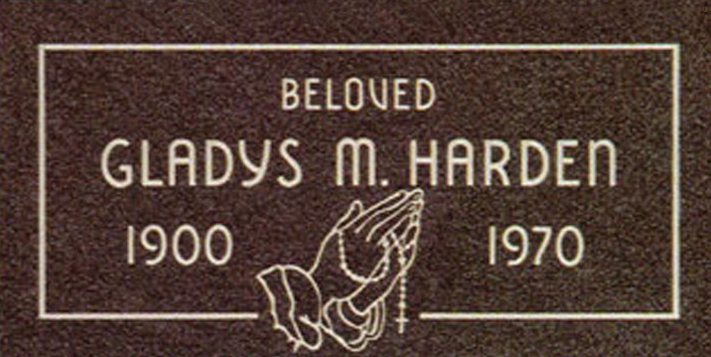 BELOVED
GLADYS M. HARDEN
1900 1970